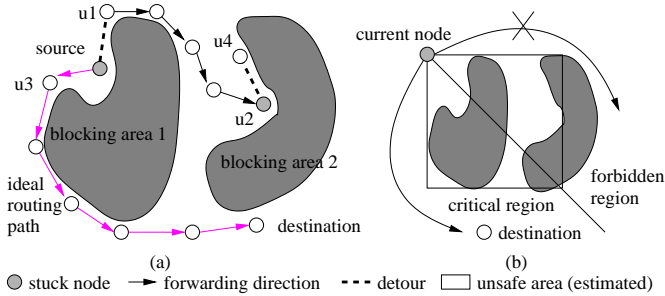 u1
source
u4
u3
u2
blocking area 1
blocking area 2
ideal
routing
path
destination
(a)
(b)
current node
critical region
forbidden
region
destination
stuck node
forwarding direction
detour
unsafe area (estimated)